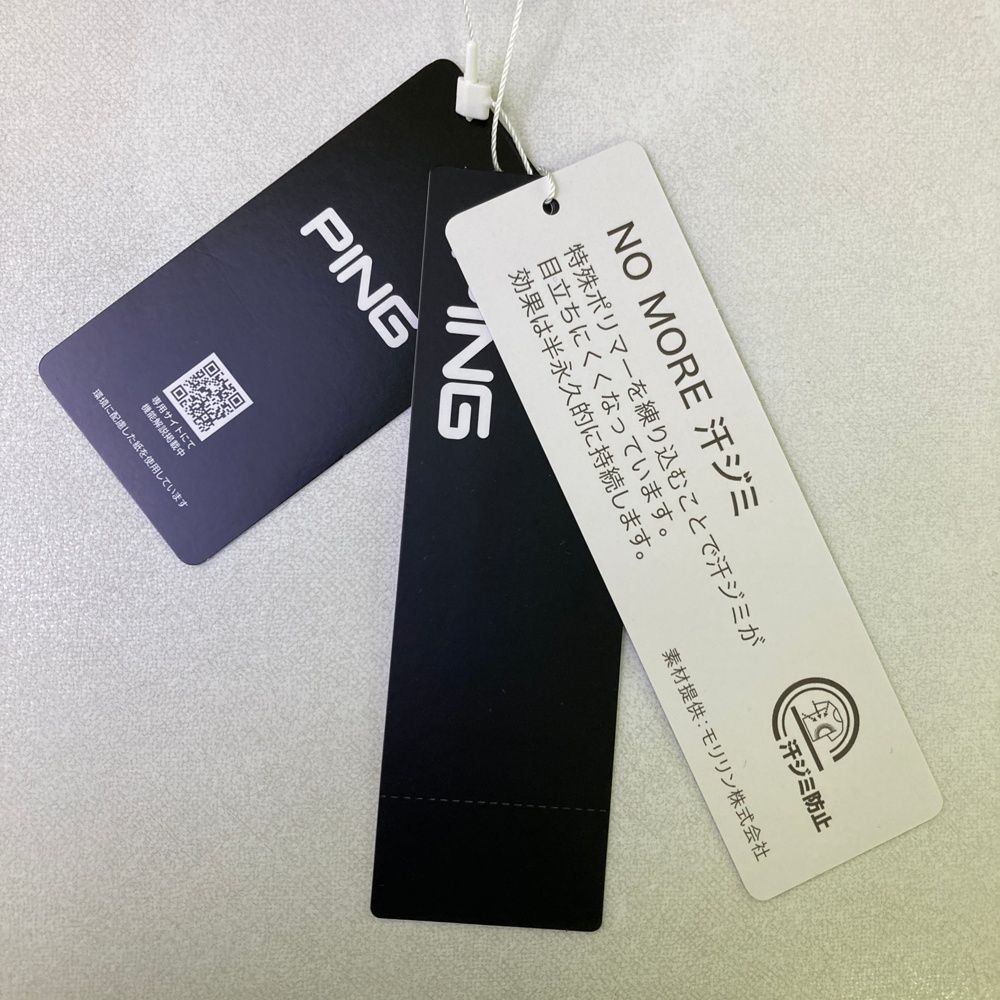 PING
専用サイトにて
機能解説掲載中
環境に配慮した紙を使用しています
PING
NO MORE 汗ジミ
特殊ポリマーを練り込むことで汗ジミが
目立ちにくくなっています。
効果は半永久的に持続します。
素材提供:モリリン株式会社
汗ジミ防止